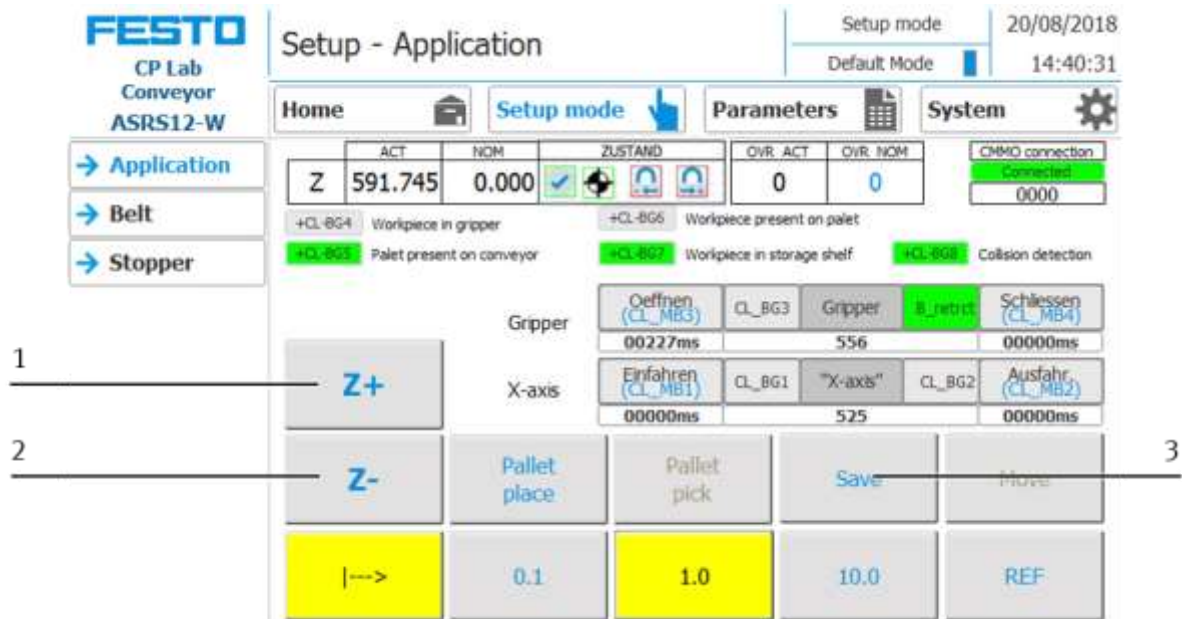 FESTO
CP Lab
Conveyor
ASRS12-W
Setup - Application
Setup mode
Default Mode
20/08/2018
14:40:31
Home
Setup mode
Parameters
System
Application
Belt
Stopper
ACT NOM ZUSTAND OVR ACT OVR NOM
Z 591.745 0.000 0 0
CMMO connection
Connected
0000
+CL-BG4 Workpiece in gripper +CL-BG6 Workpiece present on palet
+CL-BG5 Palet present on conveyor +CL-BG7 Workpiece in storage shelf +CL-BG8 Collision detection
Gripper
Oeffnen
(CL_MB3)
CL_BG3
Gripper
B_retrct
Schliessen
(CL_MB4)
00227ms 556 00000ms
X-axis
Einfahren
(CL_MB1)
CL_BG1
"X-axis"
CL_BG2
Ausfahr.
(CL_MB2)
00000ms 525 00000ms
1
Z+
2
Z-
Pallet
place
Pallet
pick
Save
Move
3
|--->
0.1
1.0
10.0
REF